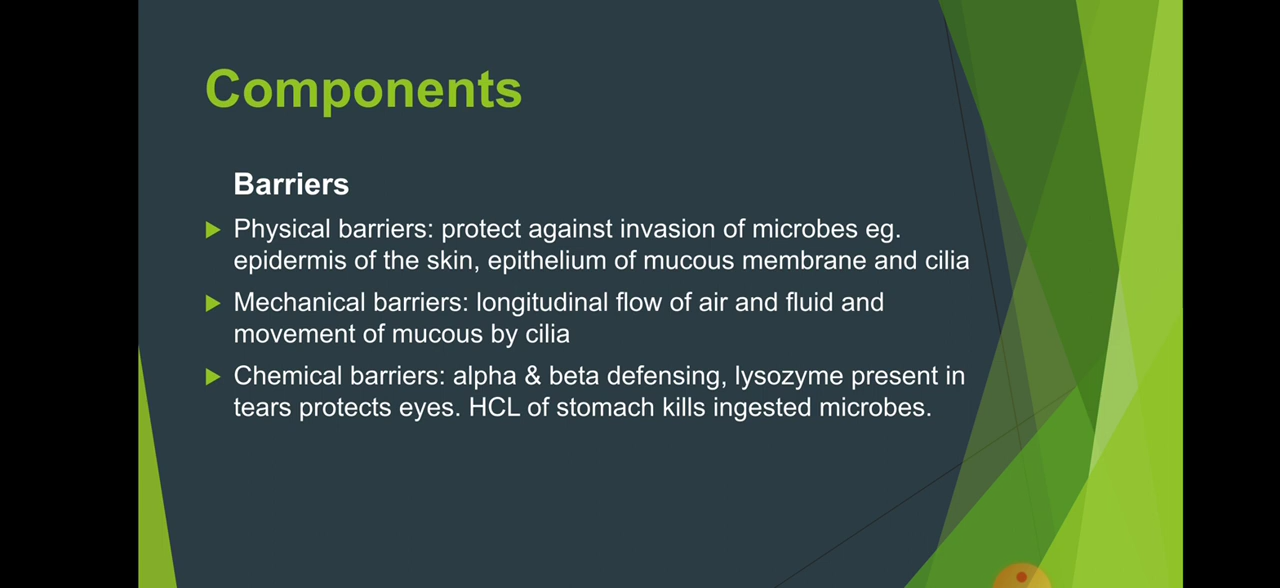 Components
Barriers
Physical barriers: protect against invasion of microbes eg.
epidermis of the skin, epithelium of mucous membrane and cilia
Mechanical barriers: longitudinal flow of air and fluid and
movement of mucous by cilia
Chemical barriers: alpha & beta defensing, lysozyme present in
tears protects eyes. HCL of stomach kills ingested microbes.